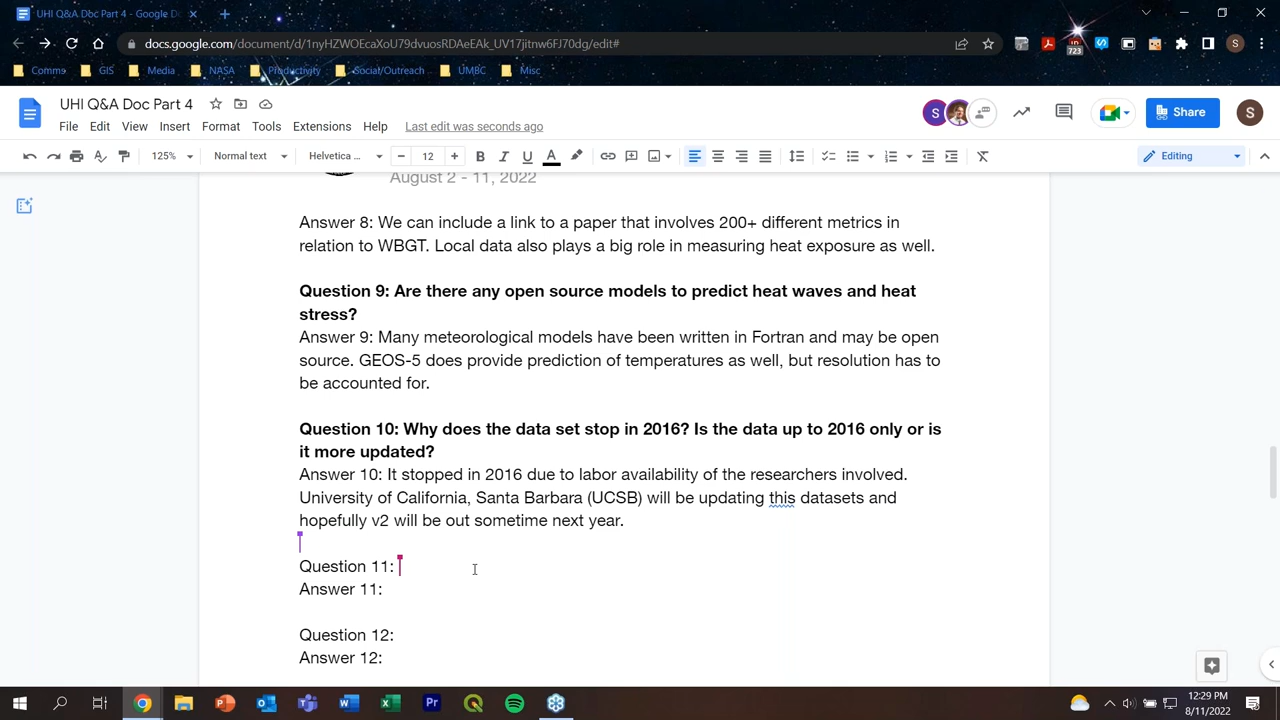 UHI Q&A Doc Part 4 - Google Do
docs.google.com/document/d/1nyHZWOEcaXoU79dvuosRDAeEAk_UV17jitnw6FJ70dg/edit#
723
S
Comms
GIS
Media
NASA
Productivity
Social/Outreach
UMBC
Misc
UHI Q&A Doc Part 4
S
Share
S
File Edit View Insert Format Tools Extensions Help Last edit was seconds ago
125% Normal text Helvetica ... 12 B I U A Editing
August 2 - 11, 2022
Answer 8: We can include a link to a paper that involves 200+ different metrics in
relation to WBGT. Local data also plays a big role in measuring heat exposure as well.
Question 9: Are there any open source models to predict heat waves and heat
stress?
Answer 9: Many meteorological models have been written in Fortran and may be open
source. GEOS-5 does provide prediction of temperatures as well, but resolution has to
be accounted for.
Question 10: Why does the data set stop in 2016? Is the data up to 2016 only or is
it more updated?
Answer 10: It stopped in 2016 due to labor availability of the researchers involved.
University of California, Santa Barbara (UCSB) will be updating this datasets and
hopefully v2 will be out sometime next year.
Question 11:
Answer 11:
Question 12:
Answer 12:
12:29 PM
8/11/2022